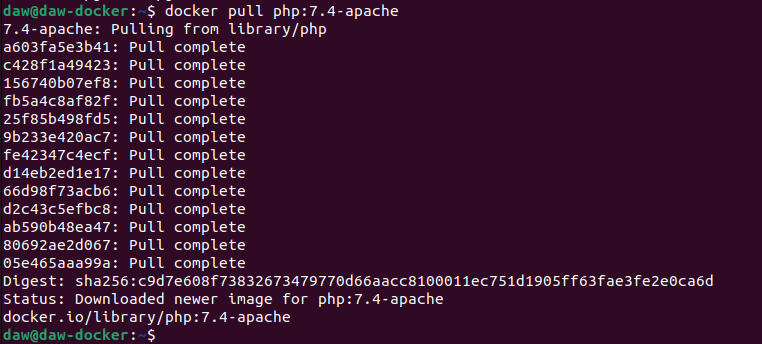 daw@daw-docker:~$ docker pull php:7.4-apache
7.4-apache: Pulling from library/php
a603fa5e3b41: Pull complete
c428f1a49423: Pull complete
156740b07ef8: Pull complete
fb5a4c8af82f: Pull complete
25f85b498fd5: Pull complete
9b233e420ac7: Pull complete
fe42347c4ecf: Pull complete
d14eb2ed1e17: Pull complete
66d98f73acb6: Pull complete
d2c43c5efbc8: Pull complete
ab590b48ea47: Pull complete
80692ae2d067: Pull complete
05e465aaa99a: Pull complete
Digest: sha256:c9d7e608f73832673479770d66aacc8100011ec751d1905ff63fae3fe2e0ca6d
Status: Downloaded newer image for php:7.4-apache
docker.io/library/php:7.4-apache
daw@daw-docker:~$